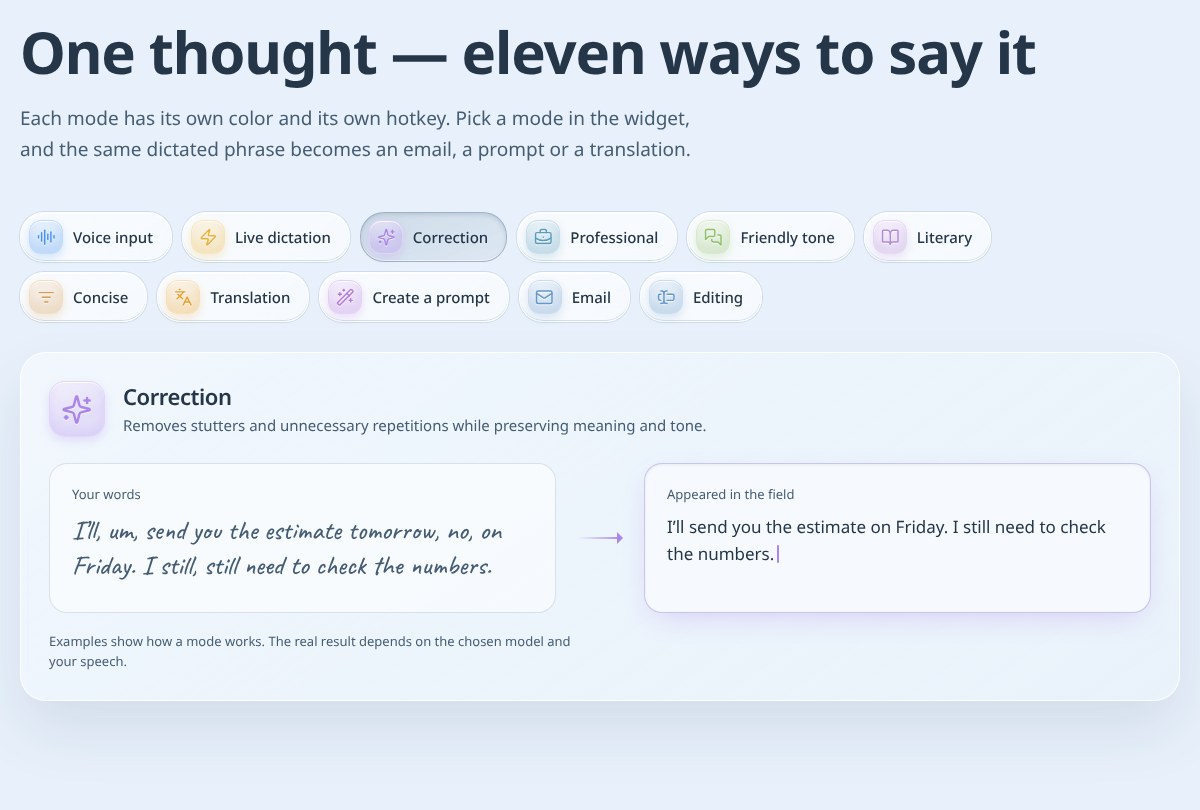 One thought — eleven ways to say it
Each mode has its own color and its own hotkey. Pick a mode in the widget,
and the same dictated phrase becomes an email, a prompt or a translation.
Voice input
Live dictation
Correction
Professional
Friendly tone
Literary
Concise
Translation
Create a prompt
Email
Editing
Correction
Removes stutters and unnecessary repetitions while preserving meaning and tone.
Your words
I'll, um, send you the estimate tomorrow, no, on
Friday. I still, still need to check the numbers.
Appeared in the field
I’ll send you the estimate on Friday. I still need to check
the numbers.
Examples show how a mode works. The real result depends on the chosen model and
your speech.